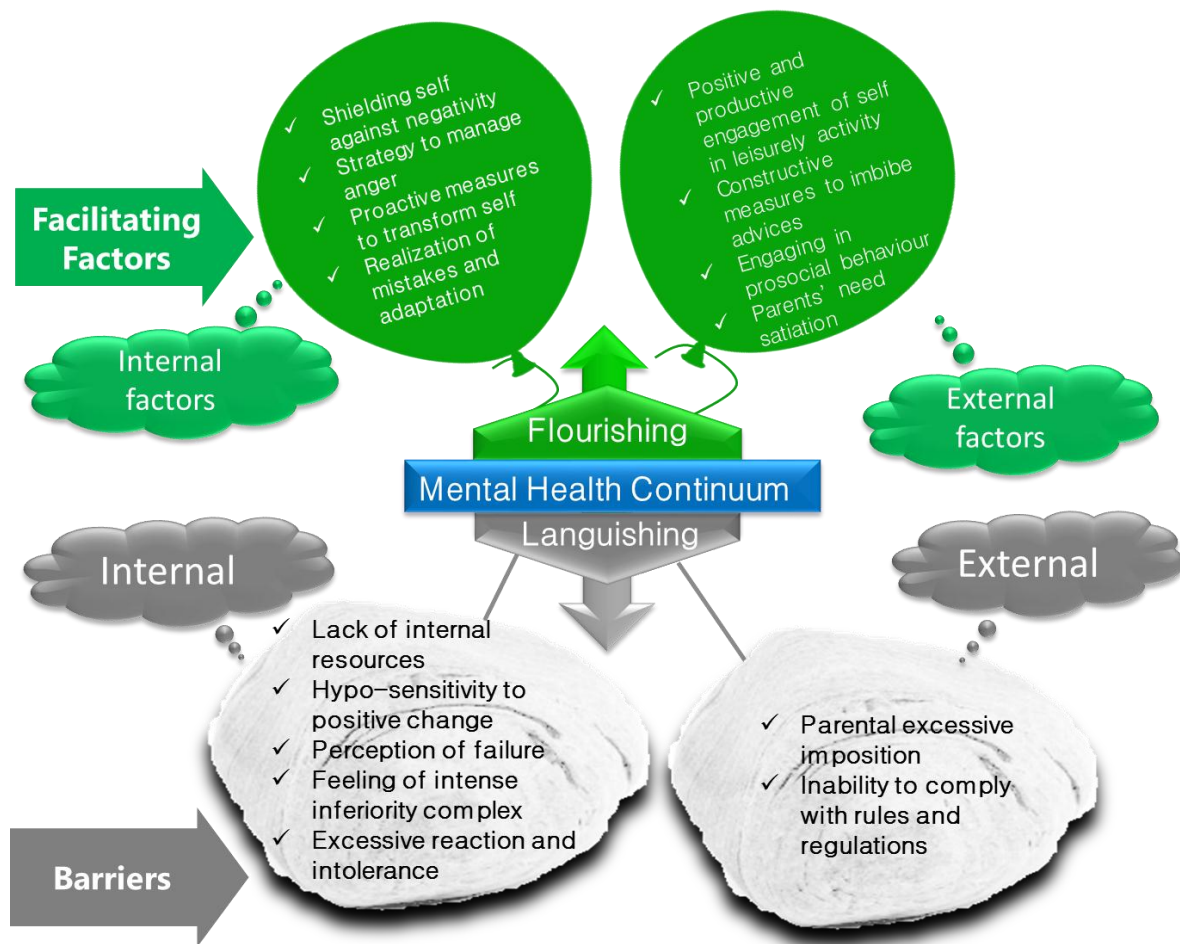 ✓ Shielding self
against negativity
✓ Strategy to manage
anger
✓ Proactive measures
to transform self
✓ Realization of
mistakes and
adaptation
✓ Positive and
productive
engagement of self
in leisurely activity
✓ Constructive
measures to imbibe
advices
✓ Engaging in
prosocial behaviour
✓ Parents' need
satiation
Facilitating
Factors
Internal
factors
External
factors
Flourishing
Mental Health Continuum
Languishing
Internal
External
✓ Lack of internal
resources
✓ Hypo-sensitivity to
positive change
✓ Perception of failure
✓ Feeling of intense
inferiority complex
✓ Excessive reaction and
intolerance
✓ Parental excessive
imposition
✓ Inability to comply
with rules and
regulations
Barriers